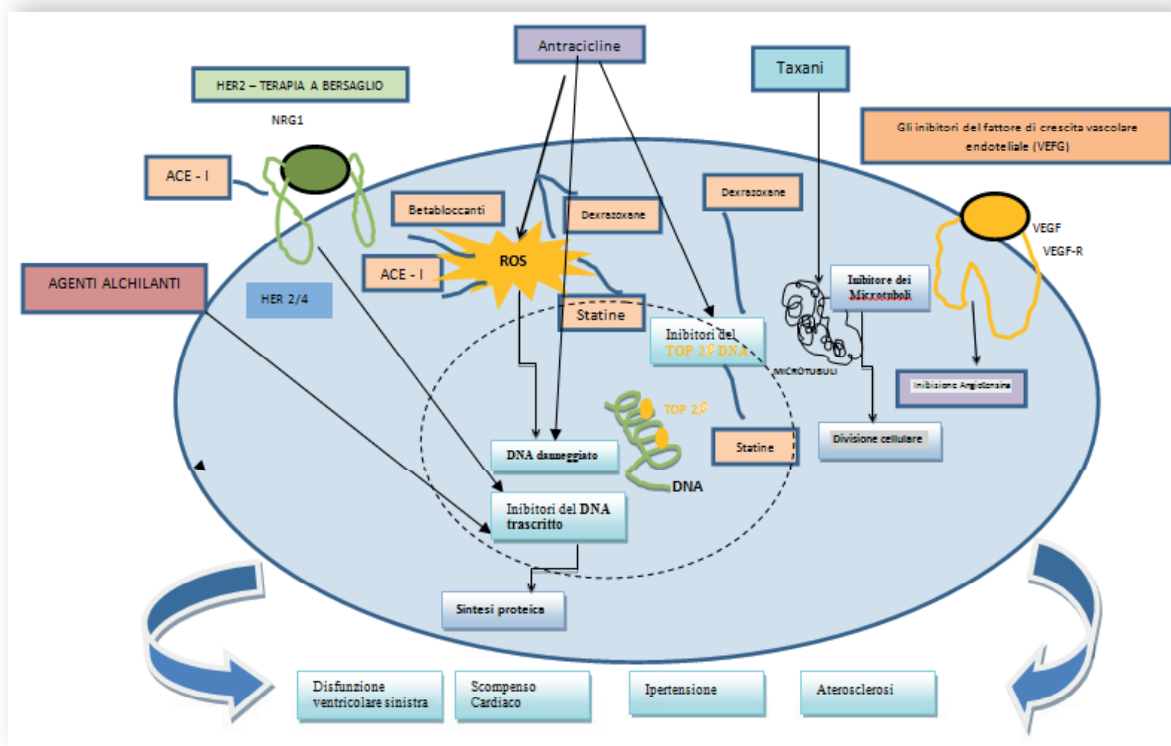 Antracicline
Taxani
HER2 – TERAPIA A BERSAGLIO
NRG1
Gli inibitori del fattore di crescita vascolare
endoteliale (VEFG)
ACE - I
Betabloccanti
Dexrazoxane
Dexrazoxane
VEGF
VEGF-R
ROS
ACE - I
AGENTI ALCHILANTI
HER 2/4
Statine
Inibitore dei
Microtuboli
Inibitori del
TOP 2β DNA
MICROTUBULI
Inibizione Angiotensina
TOP 2β
Statine
Divisione cellulare
DNA danneggiato
DNA
Inibitori del DNA
trascritto
Sintesi proteica
Disfunzione
ventricolare sinistra
Scompenso
Cardiaco
Ipertensione
Aterosclerosi